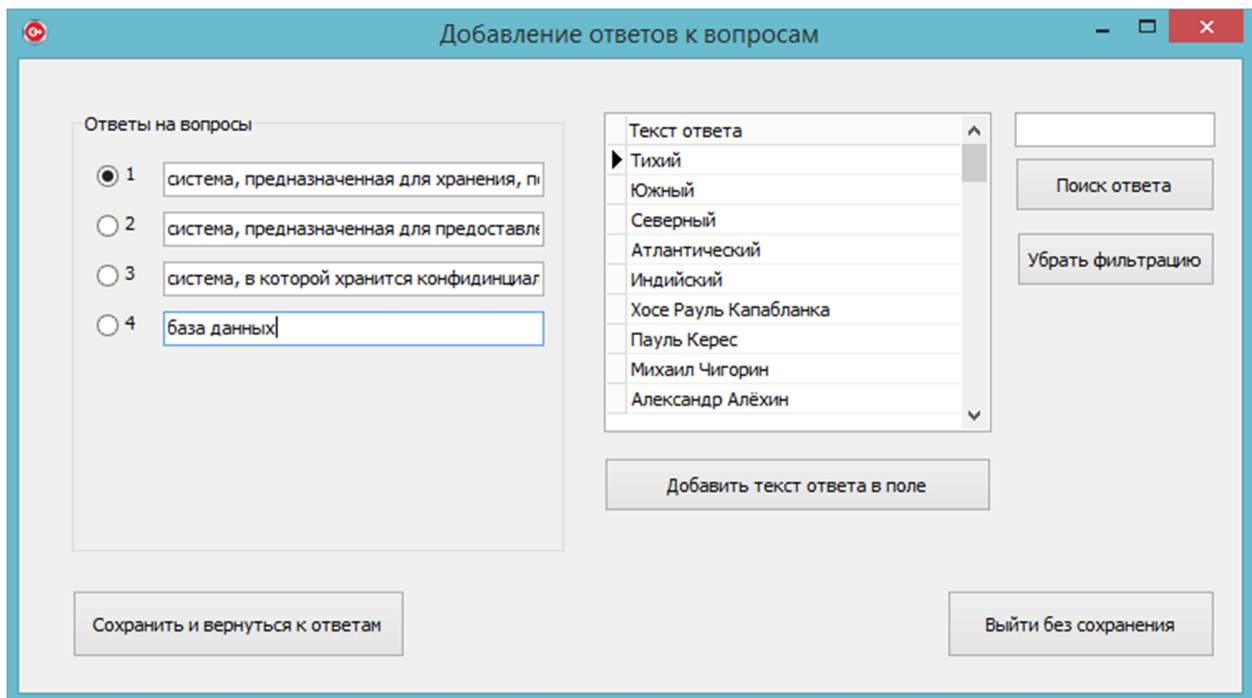 Добавление ответов к вопросам
Ответы на вопросы
1
система, предназначенная для хранения,
2
система, предназначенная для
3
система, в которой хранится
4
база данных
Текст ответа
Тихий
Южный
Северный
Атлантический
Индийский
Хосе Рауль Капабланка
Пауль Керес
Михаил Чигорин
Александр Алёхин
Поиск ответа
Убрать фильтрацию
Добавить текст ответа в поле
Сохранить и вернуться к ответам
Выйти без сохранения